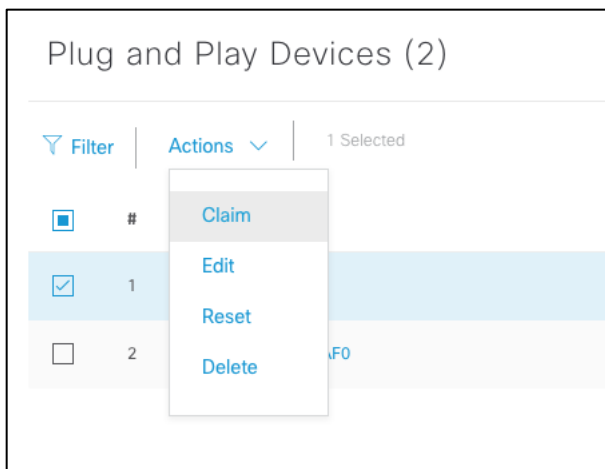 Plug and Play Devices (2)
Filter Actions 1 Selected
# Claim
Edit
1
Reset
2 AF0
Delete